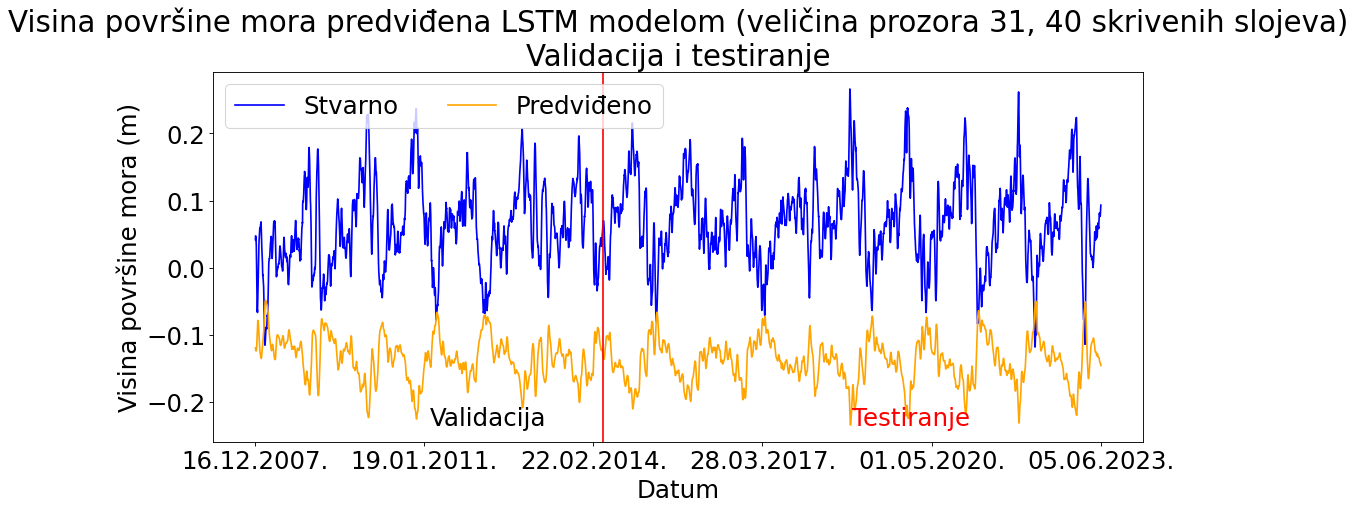 Visina površine mora predviđena LSTM modelom (veličina prozora 31, 40 skrivenih slojeva)
Validacija i testiranje
Stvarno Predviđeno
Visina površine mora (m)
0.2
0.1
0.0
−0.1
−0.2
Validacija
Testiranje
16.12.2007. 19.01.2011. 22.02.2014. 28.03.2017. 01.05.2020. 05.06.2023.
Datum